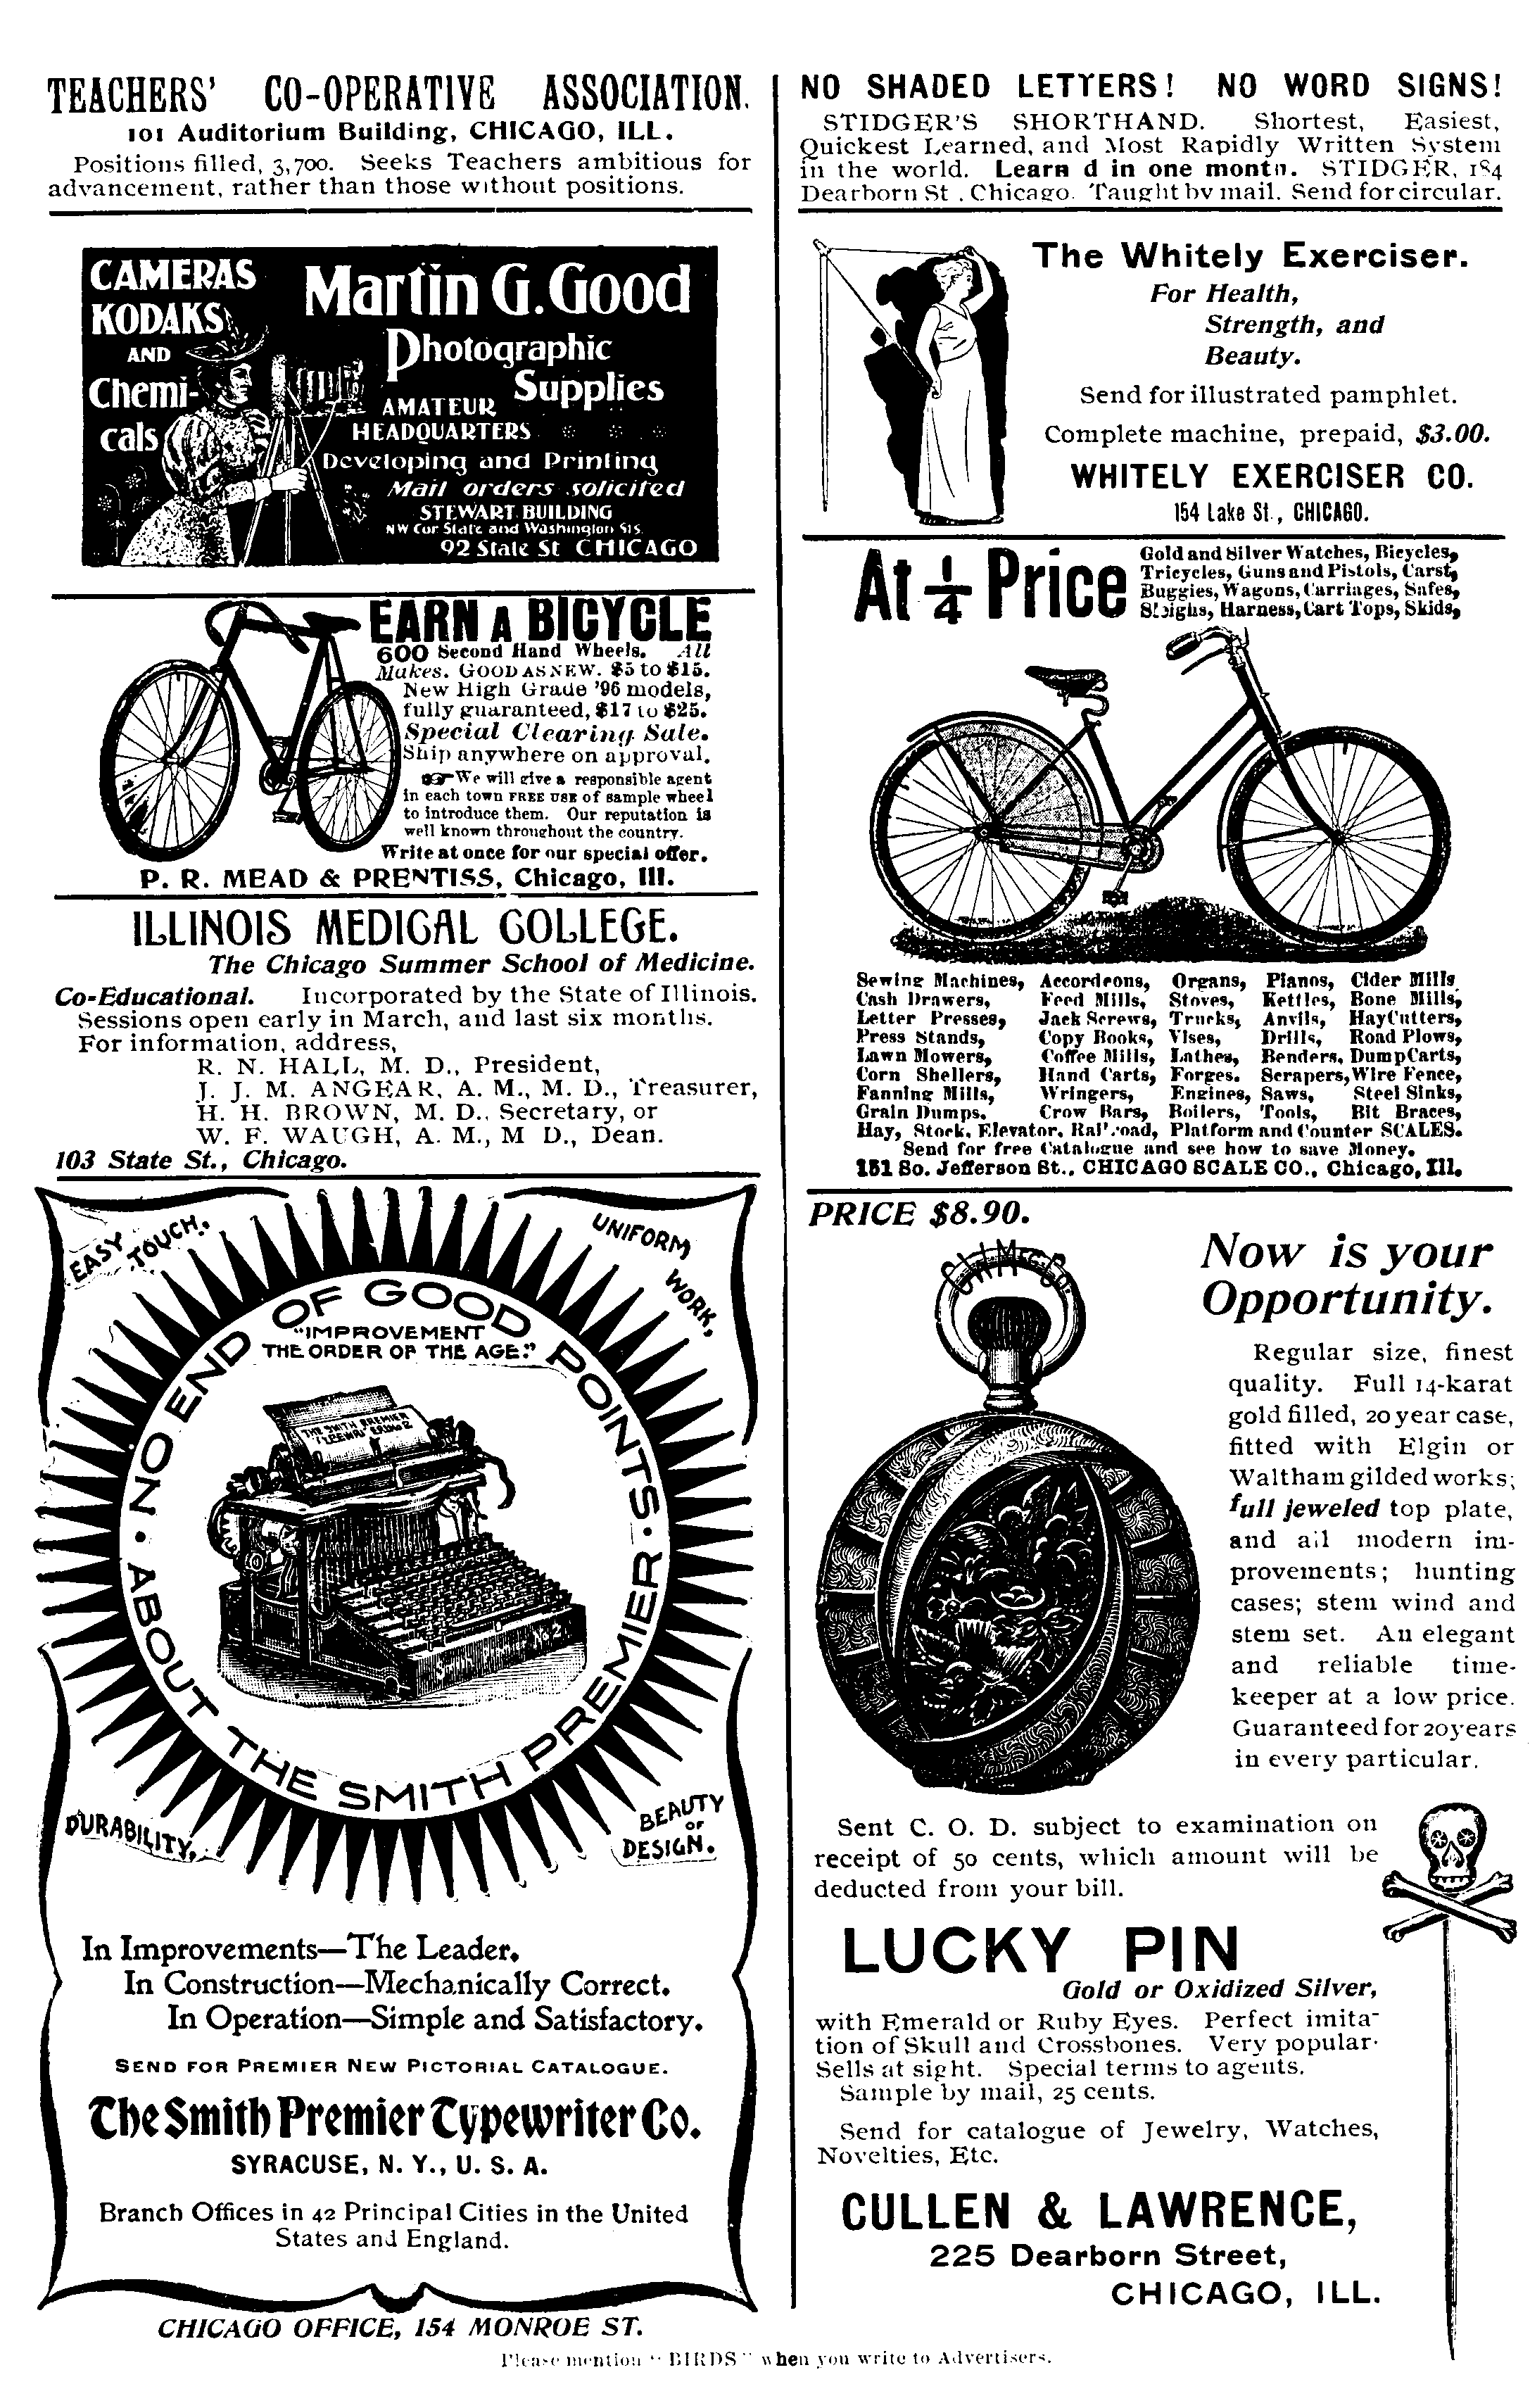 TEACHERS' CO-OPERATIVE ASSOCIATION.
101 Auditorium Building, CHICAGO, ILL.
Positions filled, 3,700. Seeks Teachers ambitious for
advancement, rather than those without positions.
CAMERAS
KODAKS
AND
Chemi-
cals
Martin G. Good
Photographic
Supplies
AMATEUR
HEADQUARTERS
Developing and Printing
Mail orders solicited
STEWART BUILDING
NW Cor State and Washington Sts.
92 State St CHICAGO
EARN A BICYCLE
600 Second Hand Wheels. All
Makes. GOOD AS NEW. $5 to $15.
New High Grade '96 models,
fully guaranteed, $17 to $25.
Special Clearing Sale.
Ship anywhere on approval.
☞We will give a responsible agent
in each town FREE USE of sample wheel
to introduce them. Our reputation is
well known throughout the country.
Write at once for our special offer.
P. R. MEAD & PRENTISS, Chicago, Ill.
ILLINOIS MEDICAL COLLEGE.
The Chicago Summer School of Medicine.
Co-Educational. Incorporated by the State of Illinois.
Sessions open early in March, and last six months.
For information, address,
R. N. HALL, M. D., President,
J. J. M. ANGEAR, A. M., M. D., Treasurer,
H. H. BROWN, M. D., Secretary, or
W. F. WAUGH, A. M., M D., Dean.
103 State St., Chicago.
EASY TOUCH.
UNIFORM WORK,
NO END OF GOOD POINTS
"IMPROVEMENT
THE ORDER OF THE AGE."
THE SMITH PREMIER
No 2
ABOUT THE SMITH PREMIER
DURABILITY,
BEAUTY
OF
DESIGN.
In Improvements—The Leader.
In Construction—Mechanically Correct.
In Operation—Simple and Satisfactory.
SEND FOR PREMIER NEW PICTORIAL CATALOGUE.
The Smith Premier Typewriter Co.
SYRACUSE, N. Y., U. S. A.
Branch Offices in 42 Principal Cities in the United
States and England.
CHICAGO OFFICE, 154 MONROE ST.
NO SHADED LETTERS! NO WORD SIGNS!
STIDGER'S SHORTHAND. Shortest, Easiest,
Quickest Learned, and Most Rapidly Written System
in the world. Learn d in one month. STIDGER, 184
Dearborn St., Chicago. Taught by mail. Send for circular.
The Whitely Exerciser.
For Health,
Strength, and
Beauty.
Send for illustrated pamphlet.
Complete machine, prepaid, $3.00.
WHITELY EXERCISER CO.
154 Lake St., CHICAGO.
At ¼ Price
Gold and Silver Watches, Bicycles,
Tricycles, Guns and Pistols, Carst,
Buggies, Wagons, Carriages, Safes,
Sleighs, Harness, Cart Tops, Skids,
Sewing Machines, Accordeons, Organs, Pianos, Cider Mills,
Cash Drawers, Feed Mills, Stoves, Kettles, Bone Mills,
Letter Presses, Jack Screws, Trucks, Anvils, HayCutters,
Press Stands, Copy Books, Vises, Drills, Road Plows,
Lawn Mowers, Coffee Mills, Lathes, Benders, DumpCarts,
Corn Shellers, Hand Carts, Forges. Scrapers, Wire Fence,
Fanning Mills, Wringers, Engines, Saws, Steel Sinks,
Grain Dumps. Crow Bars, Boilers, Tools, Bit Braces,
Hay, Stock, Elevator, Railroad, Platform and Counter SCALES.
Send for free Catalogue and see how to save Money.
151 So. Jefferson St., CHICAGO SCALE CO., Chicago, Ill.
PRICE $8.90.
Now is your
Opportunity.
Regular size, finest
quality. Full 14-karat
gold filled, 20 year case,
fitted with Elgin or
Waltham gilded works;
full jeweled top plate,
and all modern im-
provements; hunting
cases; stem wind and
stem set. An elegant
and reliable time-
keeper at a low price.
Guaranteed for 20 years
in every particular.
Sent C. O. D. subject to examination on
receipt of 50 cents, which amount will be
deducted from your bill.
LUCKY PIN
Gold or Oxidized Silver,
with Emerald or Ruby Eyes. Perfect imita-
tion of Skull and Crossbones. Very popular.
Sells at sight. Special terms to agents.
Sample by mail, 25 cents.
Send for catalogue of Jewelry, Watches,
Novelties, Etc.
CULLEN & LAWRENCE,
225 Dearborn Street,
CHICAGO, ILL.
Please mention "BIRDS" when you write to Advertisers.